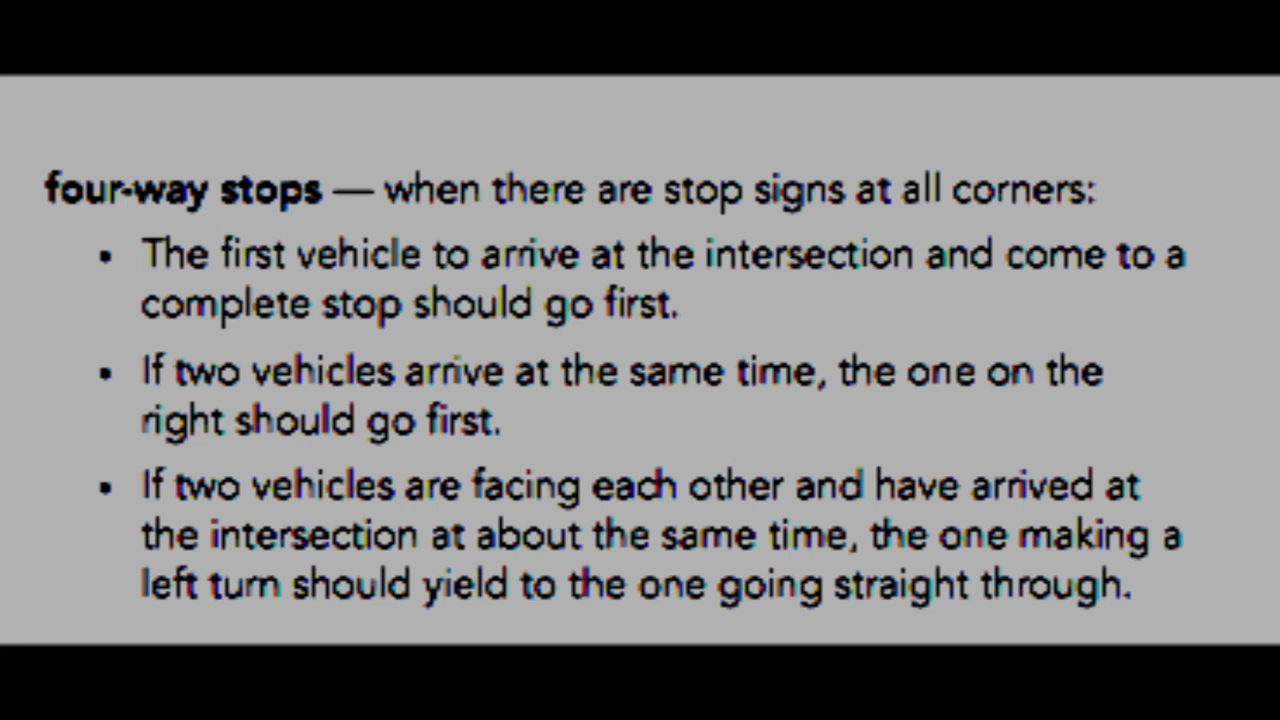 four-way stops — when there are stop signs at all corners:
▪ The first vehicle to arrive at the intersection and come to a
complete stop should go first.
▪ If two vehicles arrive at the same time, the one on the
right should go first.
▪ If two vehicles are facing each other and have arrived at
the intersection at about the same time, the one making a
left turn should yield to the one going straight through.